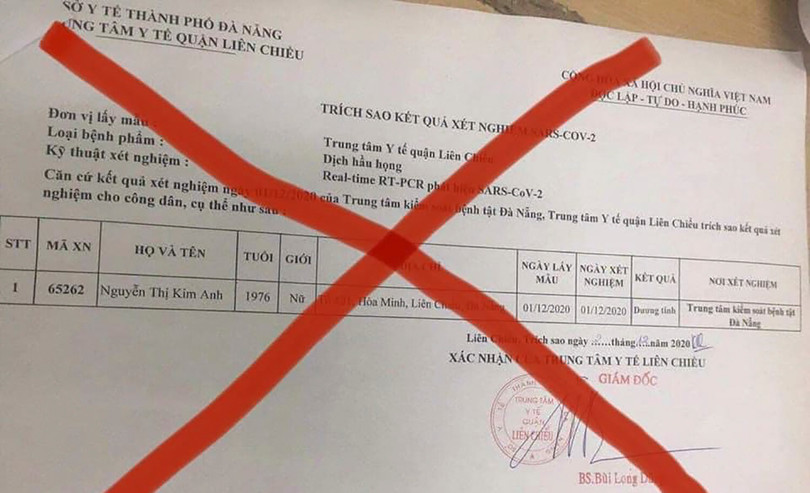 SỞ Y TẾ THÀNH PHỐ ĐÀ NẴNG
TÂM Y TẾ QUẬN LIÊN CHIỂU
CỘNG HÒA XÃ HỘI CHỦ NGHĨA VIỆT NAM
ĐỘC LẬP - TỰ DO - HẠNH PHÚC
TRÍCH SAO KẾT QUẢ XÉT NGHIỆM SARS-COV-2
Đơn vị lấy mẫu : Trung tâm Y tế quận Liên Chiểu
Loại bệnh phẩm : Dịch hầu họng
Kỹ thuật xét nghiệm : Real-time RT-PCR phát hiện SARS-CoV-2
Căn cứ kết quả xét nghiệm ngày 01/12/2020 của Trung tâm kiểm soát bệnh tật Đà Nẵng, Trung tâm Y tế quận Liên Chiểu trích sao kết quả xét
nghiệm cho công dân, cụ thể như sau :
STT MÃ XN HỌ VÀ TÊN TUỔI GIỚI ĐỊA CHỈ NGÀY LẤY MẪU NGÀY XÉT NGHIỆM KẾT QUẢ NƠI XÉT NGHIỆM
1 65262 Nguyễn Thị Kim Anh 1976 Nữ Hòa Minh, Liên Chiểu, Đà Nẵng 01/12/2020 01/12/2020 Dương tính Trung tâm kiểm soát bệnh tật Đà Nẵng
Liên Chiểu, Trích sao ngày ...tháng 12 năm 2020
XÁC NHẬN CỦA TRUNG TÂM Y TẾ LIÊN CHIỂU
GIÁM ĐỐC
TRUNG TÂM
Y TẾ
QUẬN
LIÊN CHIỂU
BS.Bùi Long